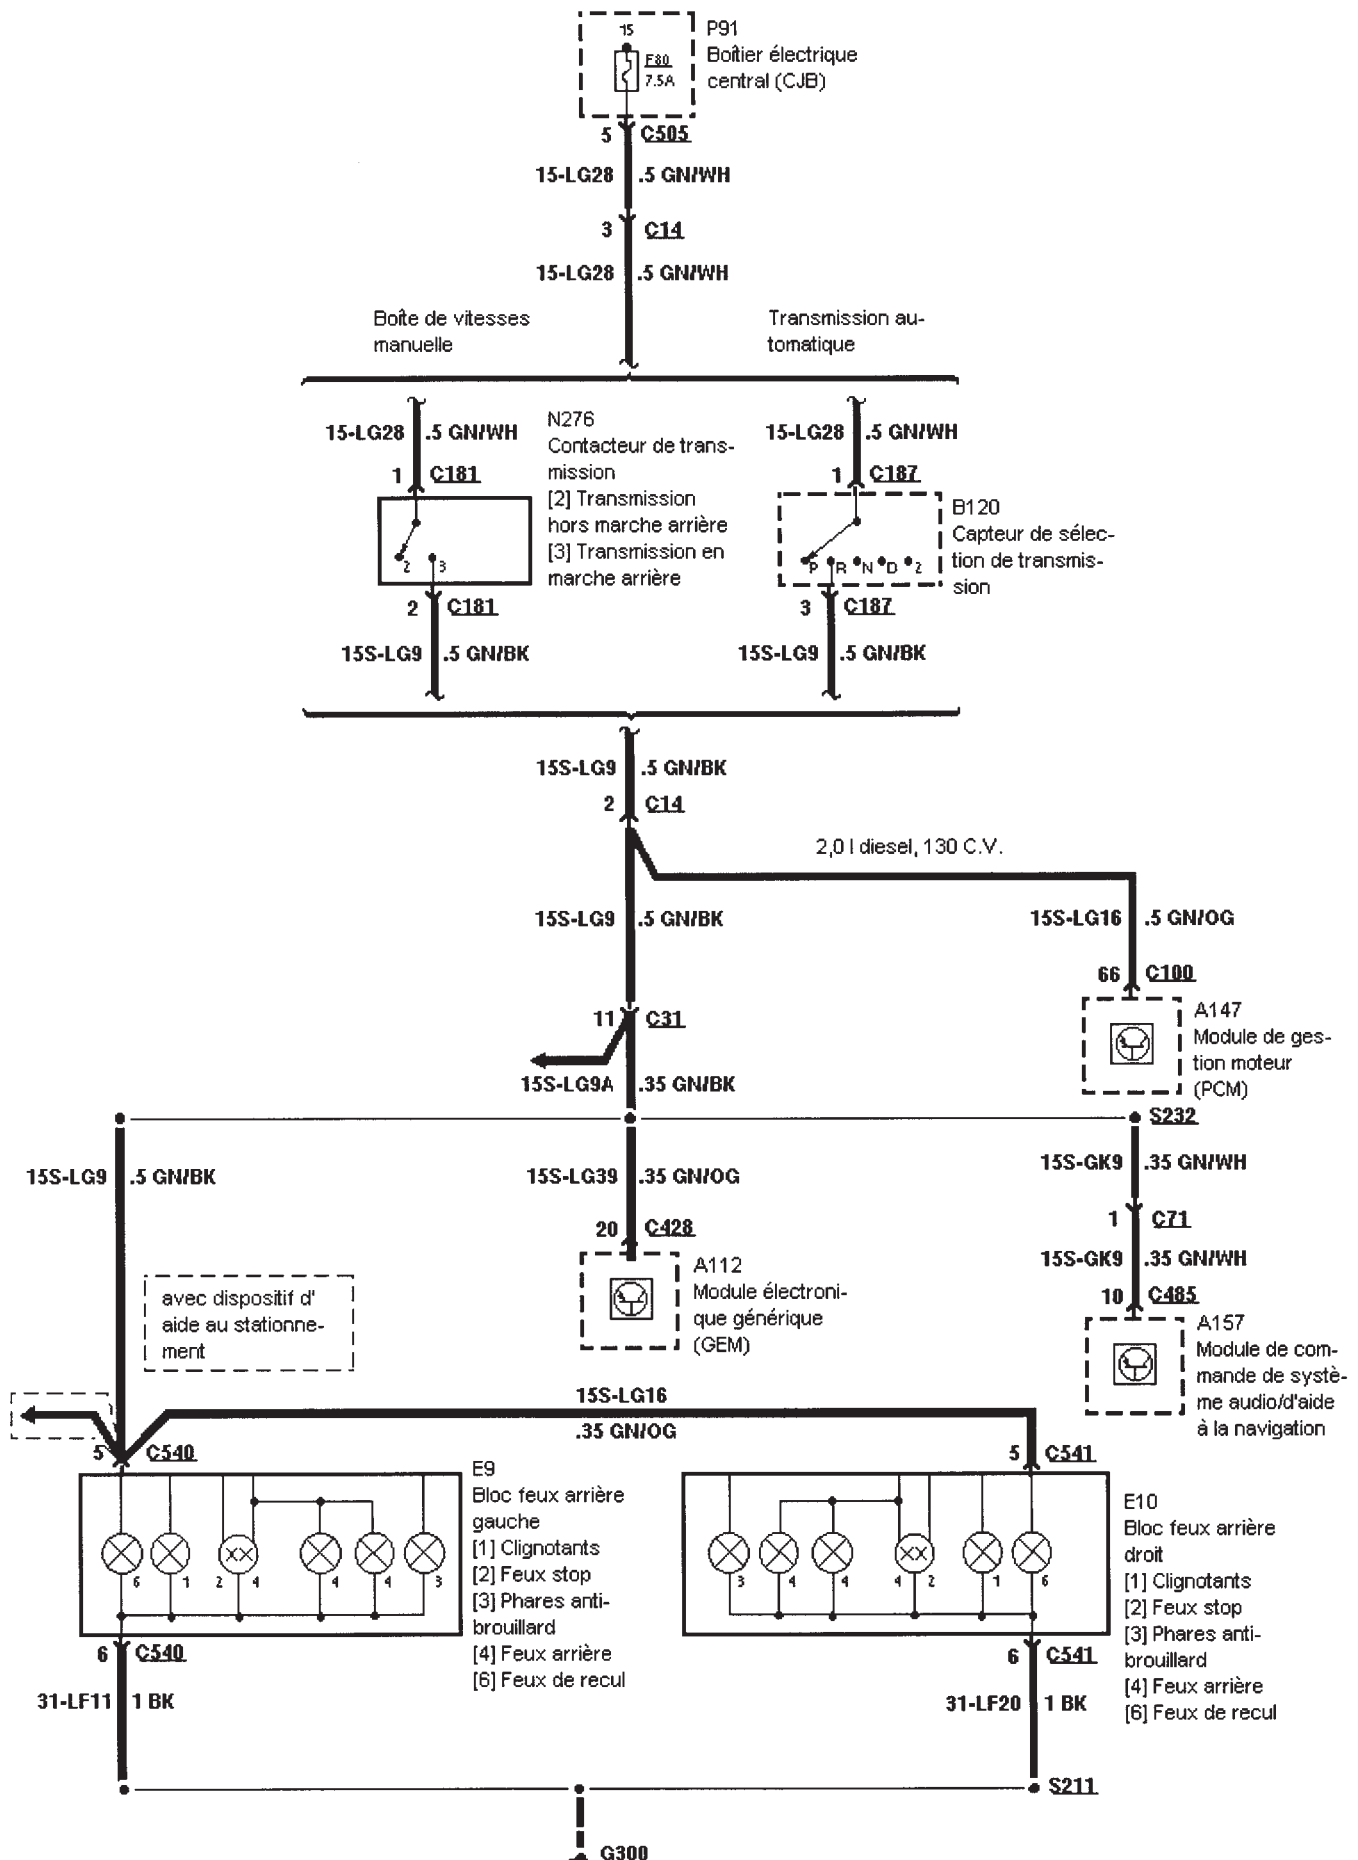 P91
15
Boîtier électrique
F80
7.5A
central (CJB)
5 C505
15-LG28 .5 GN/WH
3 C14
15-LG28 .5 GN/WH
Boîte de vitesses
manuelle
Transmission au-
tomatique
15-LG28 .5 GN/WH
1 C181
N276
Contacteur de trans-
mission
[2] Transmission
hors marche arrière
[3] Transmission en
marche arrière
2 3
2 C181
15S-LG9 .5 GN/BK
15-LG28 .5 GN/WH
1 C187
B120
Capteur de sélec-
tion de transmis-
sion
P R N D 2
3 C187
15S-LG9 .5 GN/BK
15S-LG9 .5 GN/BK
2 C14
2,0 l diesel, 130 C.V.
15S-LG9 .5 GN/BK
15S-LG16 .5 GN/OG
66 C100
A147
Module de ges-
tion moteur
(PCM)
11 C31
15S-LG9A .35 GN/BK
S232
15S-LG9 .5 GN/BK
15S-LG39 .35 GN/OG
15S-GK9 .35 GN/WH
20 C428
1 C71
15S-GK9 .35 GN/WH
10 C485
A112
Module électroni-
que générique
(GEM)
A157
Module de com-
mande de systè-
me audio/d'aide
à la navigation
avec dispositif d'
aide au stationne-
ment
15S-LG16
.35 GN/OG
5 C540
5 C541
E9
Bloc feux arrière
gauche
[1] Clignotants
[2] Feux stop
[3] Phares anti-
brouillard
[4] Feux arrière
[6] Feux de recul
6 1 2 4 4 4 3
3 4 4 4 2 1 6
E10
Bloc feux arrière
droit
[1] Clignotants
[2] Feux stop
[3] Phares anti-
brouillard
[4] Feux arrière
[6] Feux de recul
6 C540
6 C541
31-LF11 1 BK
31-LF20 1 BK
S211
G300